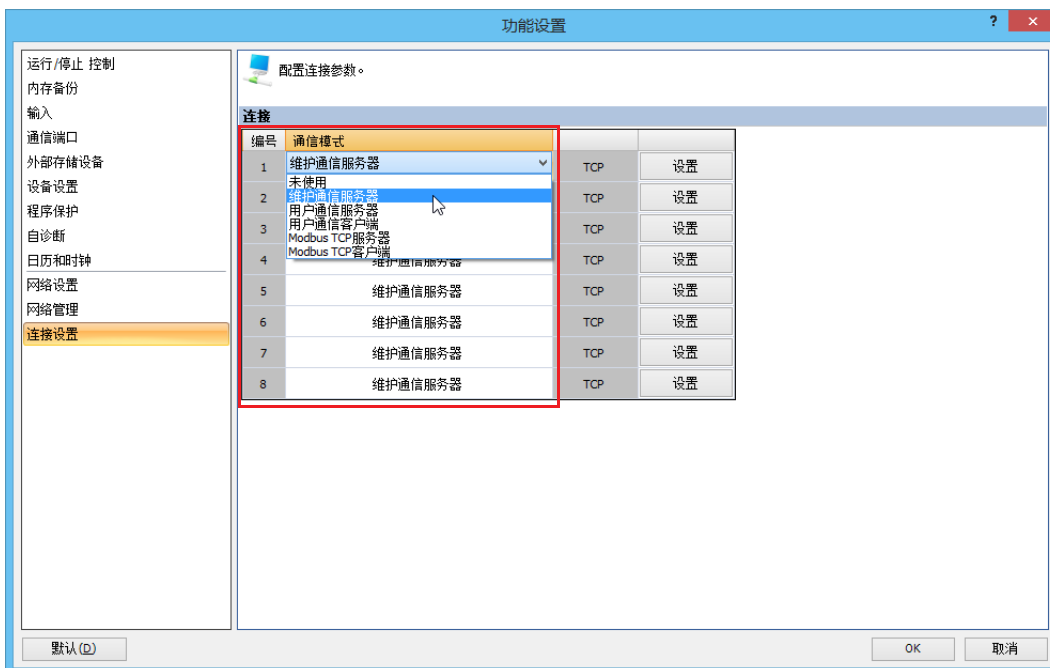 功能设置
?
×
运行/停止 控制
内存备份
输入
通信端口
外部存储设备
设备设置
程序保护
自诊断
日历和时钟
网络设置
网络管理
连接设置
配置连接参数。
连接
编号 通信模式
1 维护通信服务器 TCP 设置
未使用
维护通信服务器
用户通信服务器
用户通信客户端
Modbus TCP服务器
Modbus TCP客户端
2 TCP 设置
3 TCP 设置
4 维护通信服务器 TCP 设置
5 维护通信服务器 TCP 设置
6 维护通信服务器 TCP 设置
7 维护通信服务器 TCP 设置
8 维护通信服务器 TCP 设置
默认(D)
OK
取消